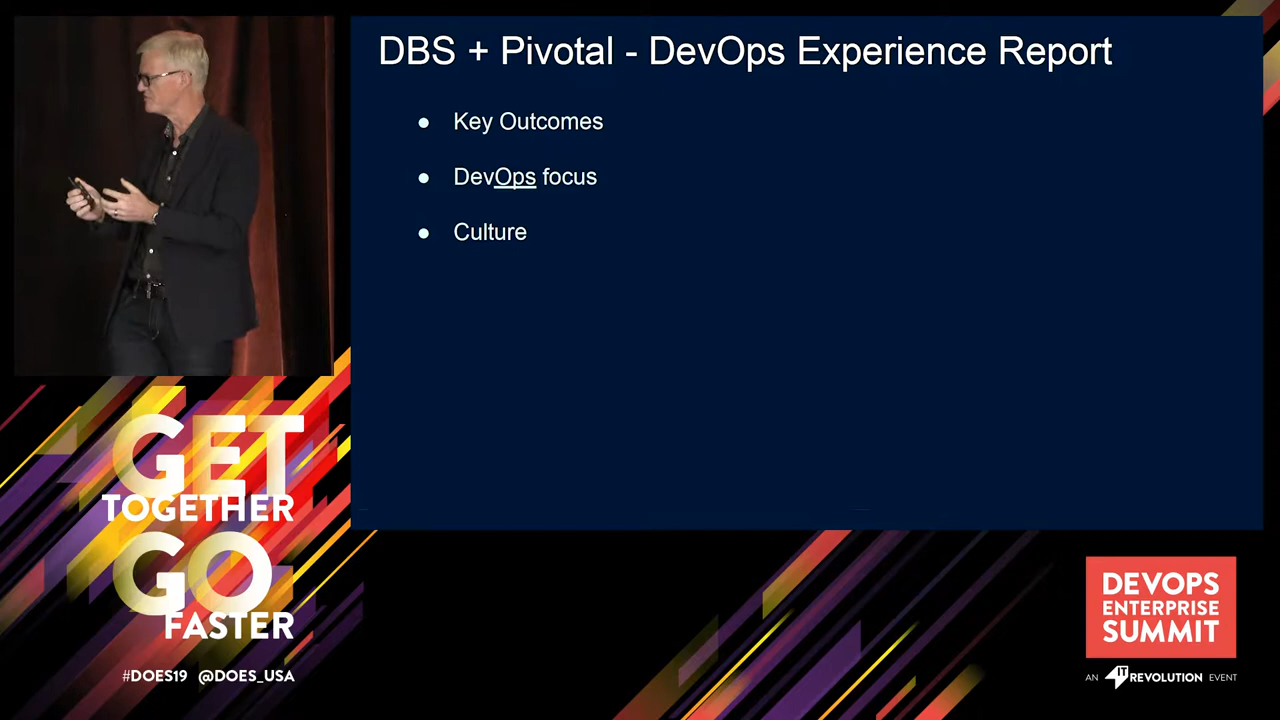 DBS + Pivotal - DevOps Experience Report
● Key Outcomes
● DevOps focus
● Culture
GET
TOGETHER
GO
FASTER
#DOES19 @DOES_USA
DEVOPS
ENTERPRISE
SUMMIT
AN IT REVOLUTION EVENT